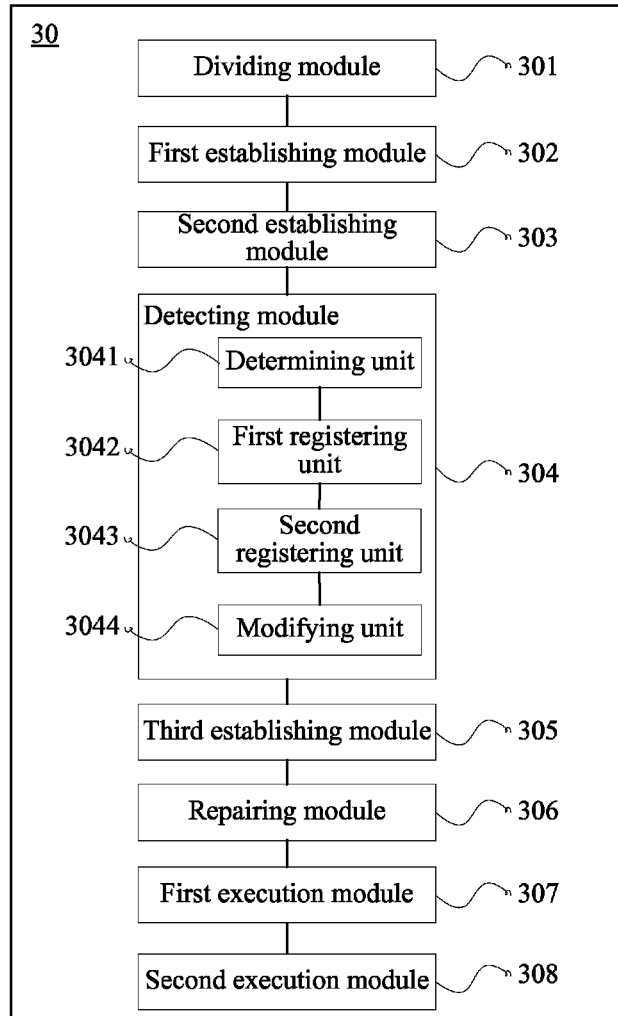 30
Dividing module 301
First establishing module 302
Second establishing
module 303
Detecting module
3041 Determining unit
3042 First registering
unit
304
3043 Second
registering unit
3044 Modifying unit
Third establishing module 305
Repairing module 306
First execution module 307
Second execution module 308